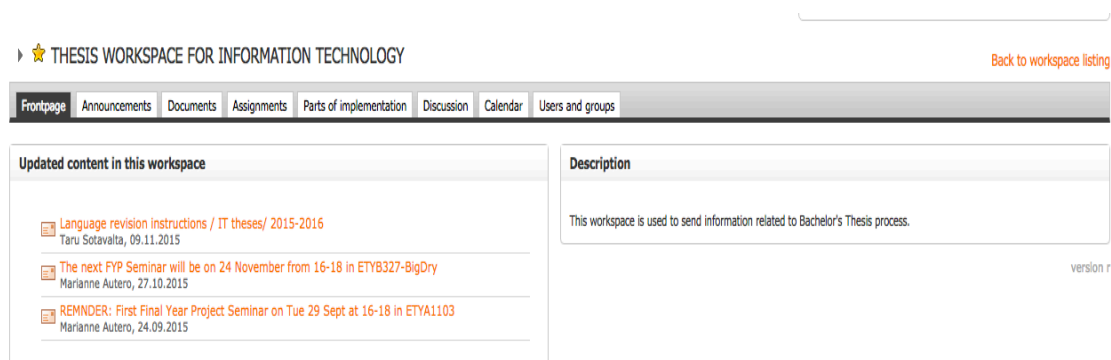 THESIS WORKSPACE FOR INFORMATION TECHNOLOGY
Back to workspace listing
Frontpage Announcements Documents Assignments Parts of implementation Discussion Calendar Users and groups
Updated content in this workspace
Language revision instructions / IT theses/ 2015-2016
Taru Sotavalta, 09.11.2015
The next FYP Seminar will be on 24 November from 16-18 in ETYB327-BigDry
Marianne Autero, 27.10.2015
REMNDER: First Final Year Project Seminar on Tue 29 Sept at 16-18 in ETYA1103
Marianne Autero, 24.09.2015
Description
This workspace is used to send information related to Bachelor's Thesis process.
version r